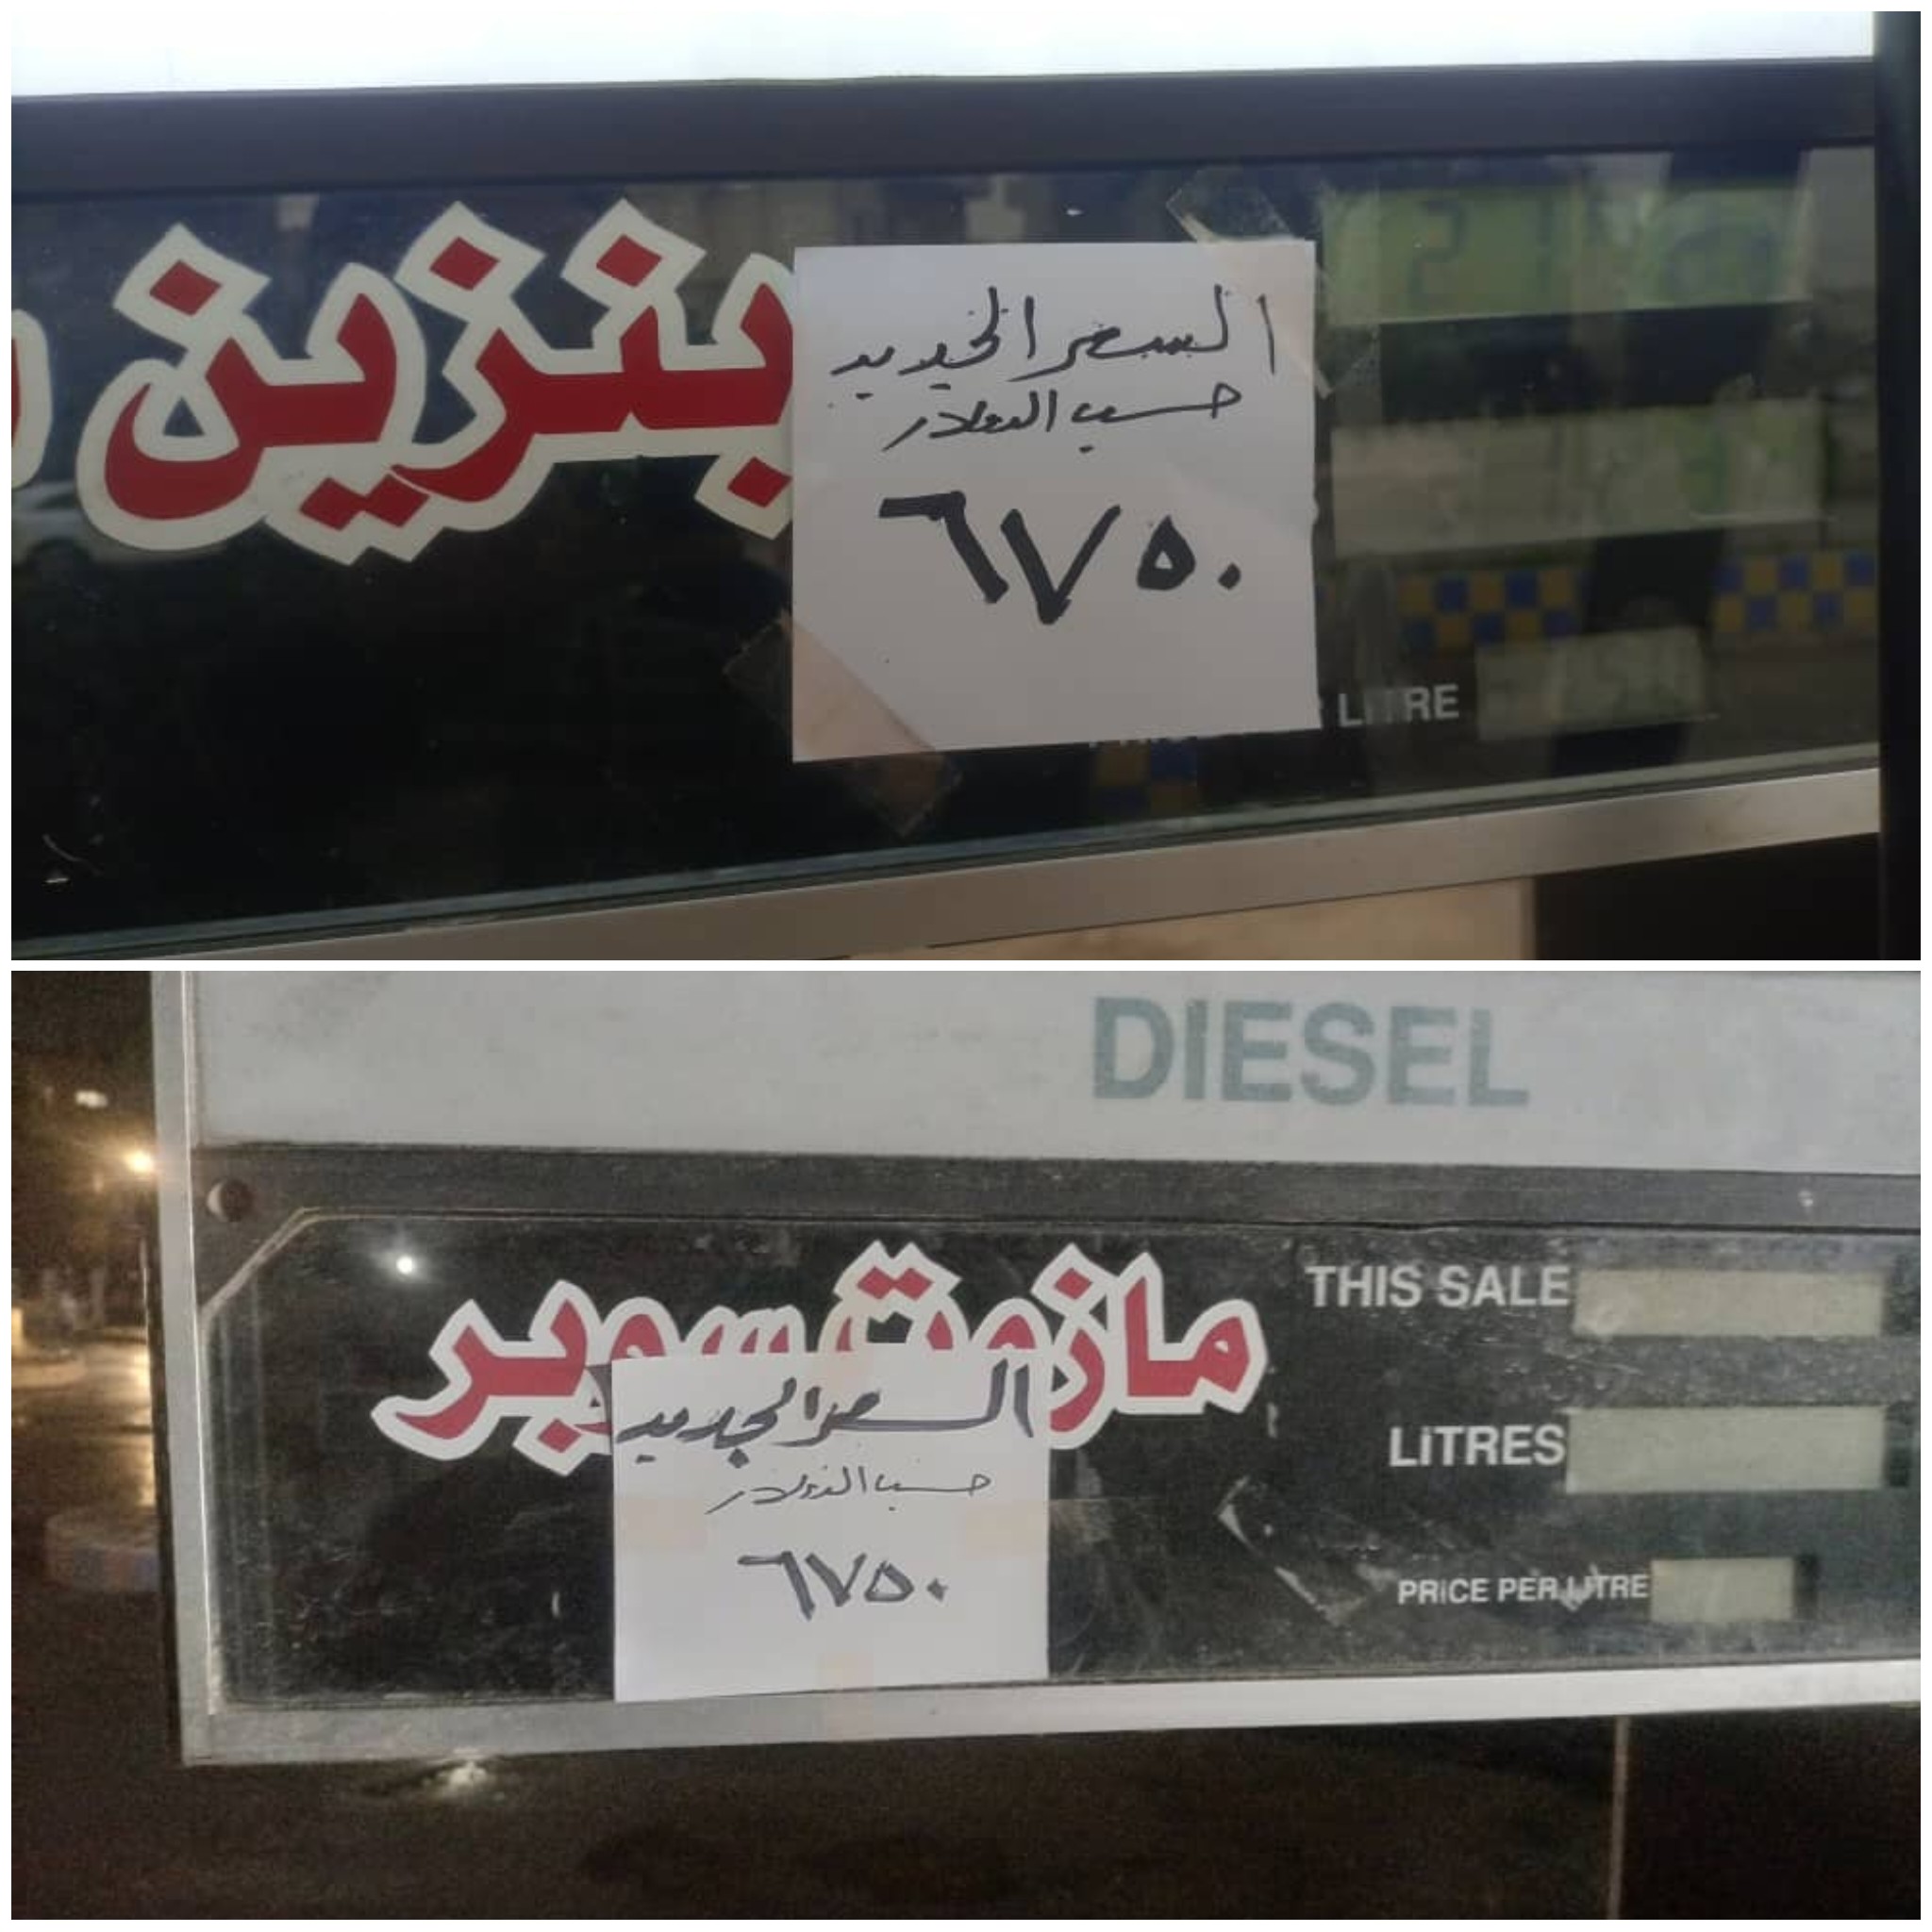 بنزين
السعر الجديد
حسب الدولار
٦٧٥٠
LITRE
DIESEL
مازوت سوبر
THIS SALE
LITRES
PRICE PER LITRE
السعر الجديد
حسب الدولار
٦٧٥٠